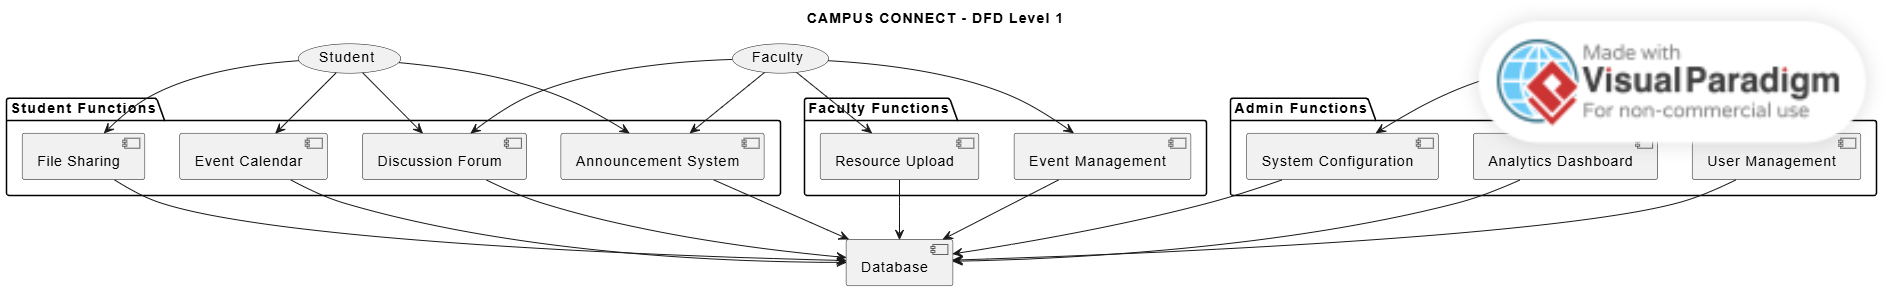 CAMPUS CONNECT - DFD Level 1
Student
Faculty
Made with
Visual Paradigm
For non-commercial use
Student Functions
Faculty Functions
Admin Functions
File Sharing
Event Calendar
Discussion Forum
Announcement System
Resource Upload
Event Management
System Configuration
Analytics Dashboard
User Management
Database